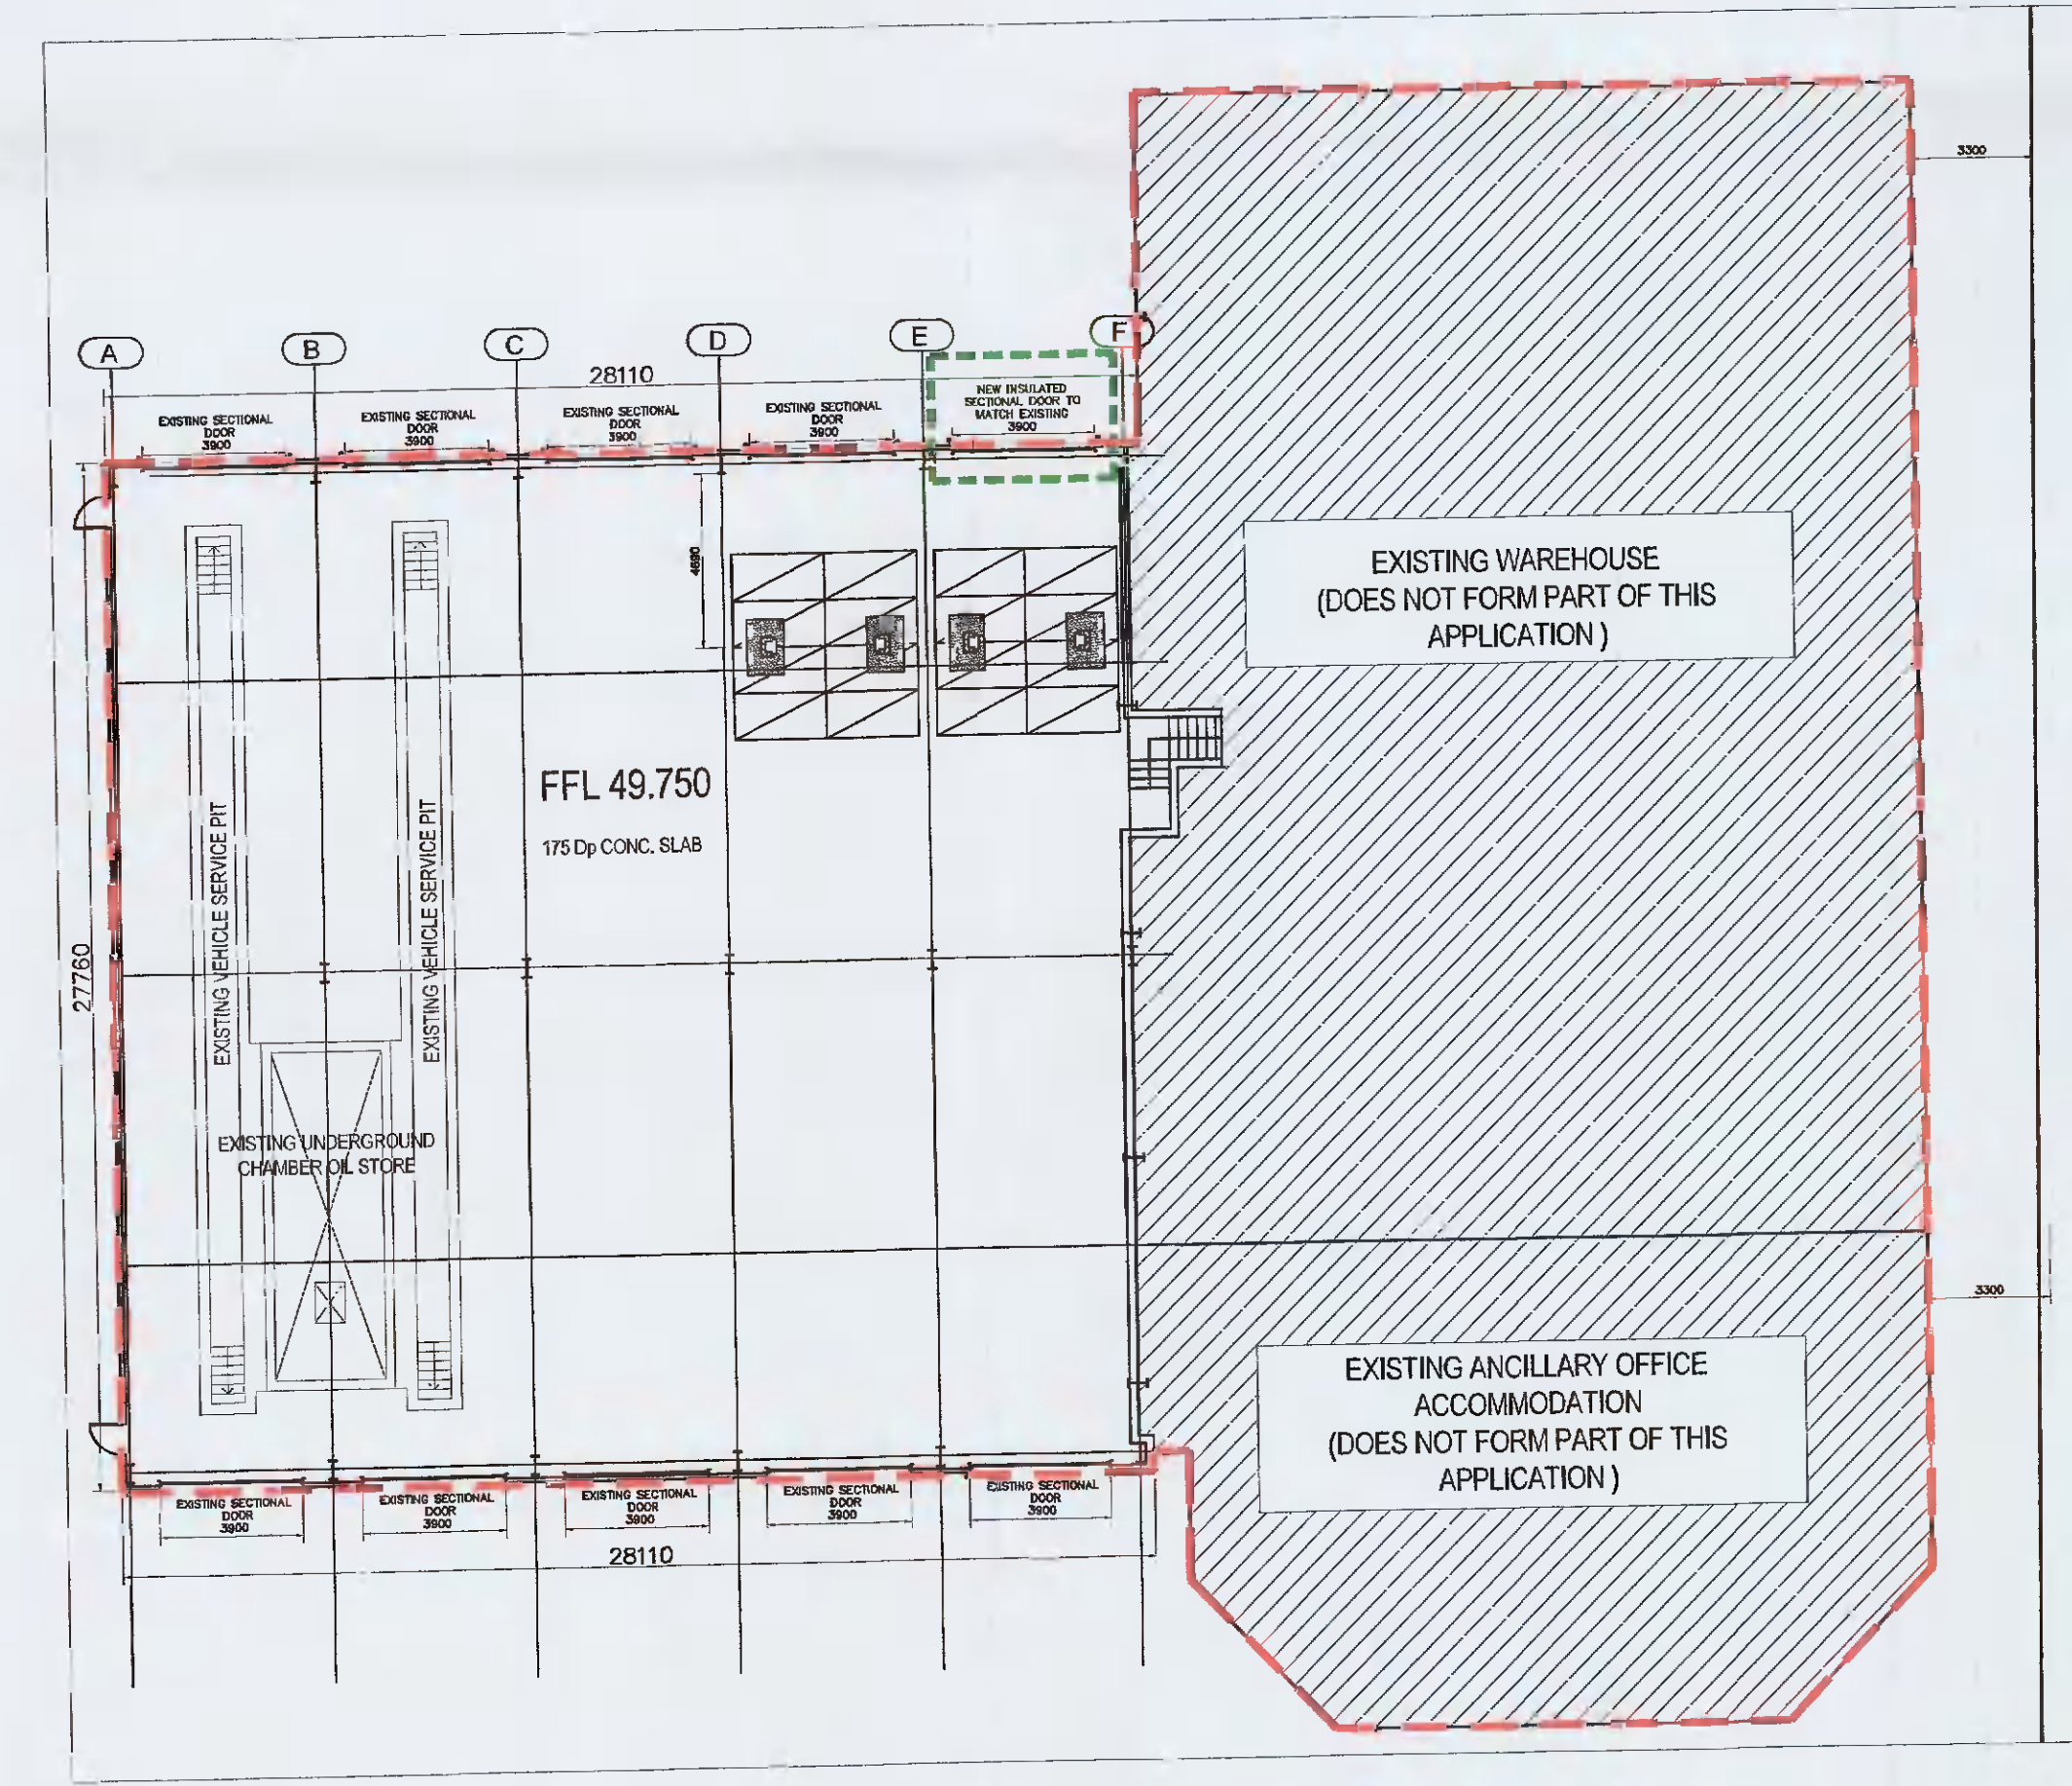 3300
A
B
C
D
E
F
28110
EXISTING SECTIONAL
DOOR
3900
EXISTING SECTIONAL
DOOR
3900
EXISTING SECTIONAL
DOOR
3900
EXISTING SECTIONAL
DOOR
3900
NEW INSULATED
SECTIONAL DOOR TO
MATCH EXISTING
3900
4690
EXISTING WAREHOUSE
(DOES NOT FORM PART OF THIS
APPLICATION )
FFL 49.750
175 Dp CONC. SLAB
EXISTING VEHICLE SERVICE PIT
EXISTING VEHICLE SERVICE PIT
27760
EXISTING UNDERGROUND
CHAMBER OIL STORE
3300
EXISTING ANCILLARY OFFICE
ACCOMMODATION
(DOES NOT FORM PART OF THIS
APPLICATION )
EXISTING SECTIONAL
DOOR
3900
EXISTING SECTIONAL
DOOR
3900
EXISTING SECTIONAL
DOOR
3900
EXISTING SECTIONAL
DOOR
3900
EXISTING SECTIONAL
DOOR
3900
28110